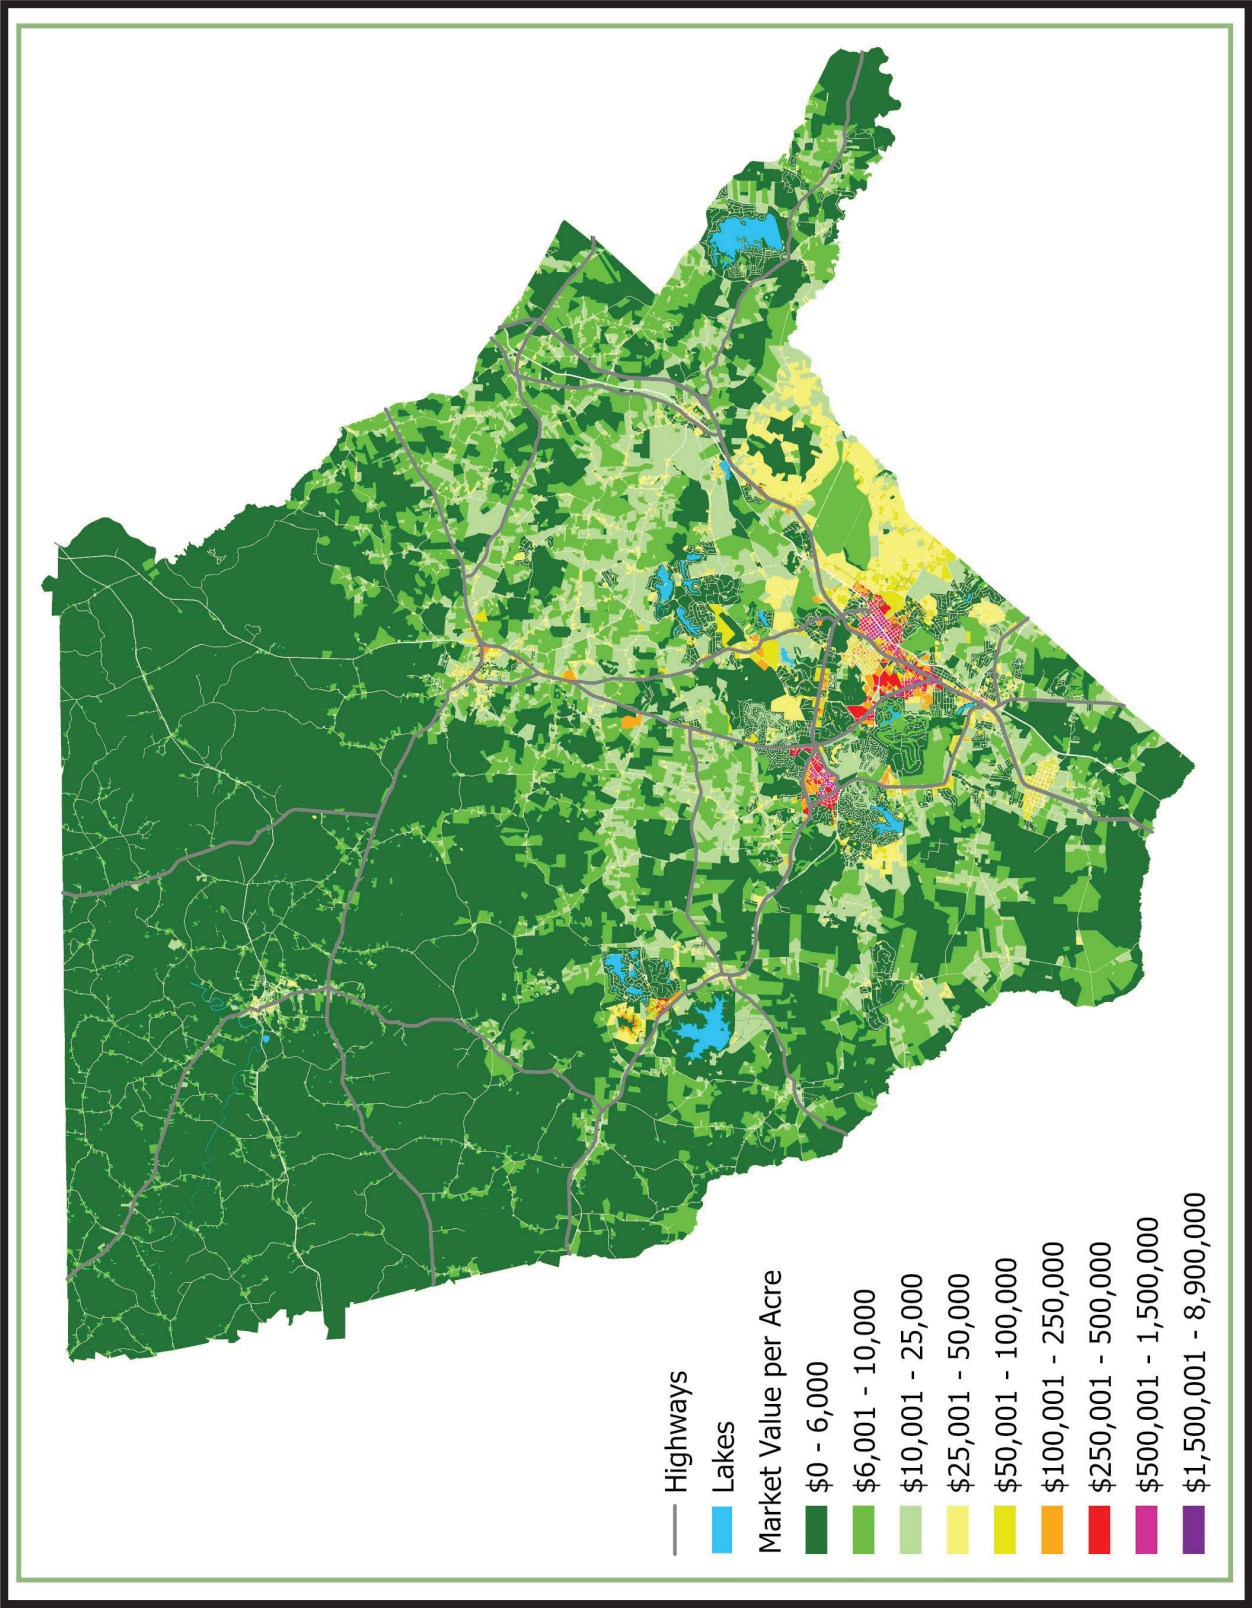 Highways
Lakes
Market Value per Acre
$0 - 6,000
$6,001 - 10,000
$10,001 - 25,000
$25,001 - 50,000
$50,001 - 100,000
$100,001 - 250,000
$250,001 - 500,000
$500,001 - 1,500,000
$1,500,001 - 8,900,000